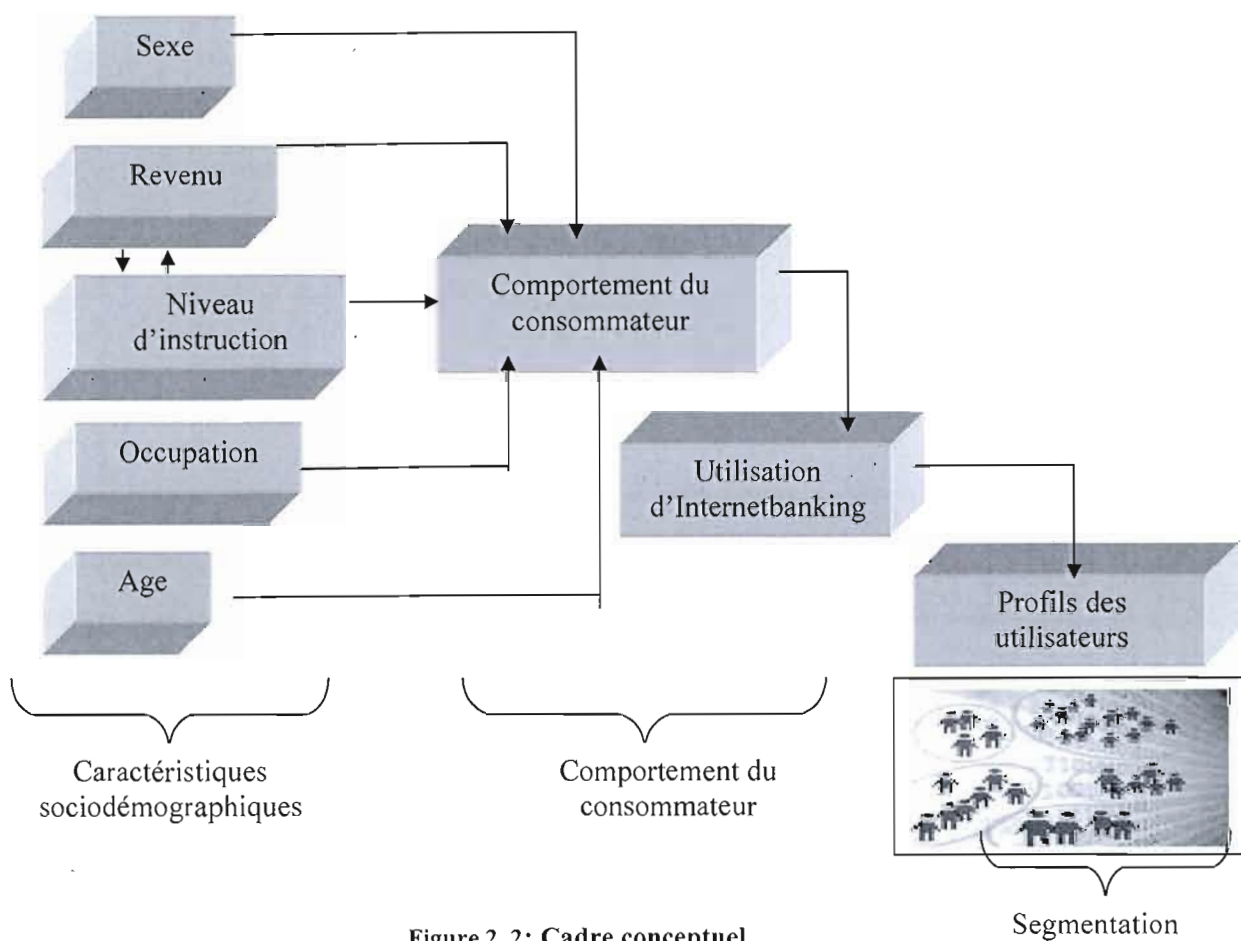 Sexe
Revenu
Niveau
d'instruction
Occupation
Age
Comportement du
consommateur
Utilisation
d'Internetbanking
Profils des
utilisateurs
Caractéristiques
sociodémographiques
Comportement du
consommateur
Segmentation
Figure 2.2: Cadre conceptuel